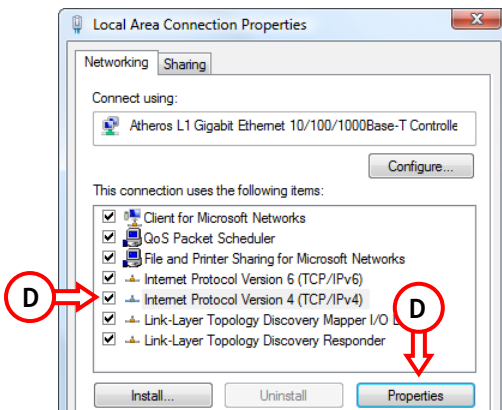 Local Area Connection Properties
Networking Sharing
Connect using:
Atheros L1 Gigabit Ethernet 10/100/1000Base-T Controlle
Configure...
This connection uses the following items:
Client for Microsoft Networks
QoS Packet Scheduler
File and Printer Sharing for Microsoft Networks
Internet Protocol Version 6 (TCP/IPv6)
D Internet Protocol Version 4 (TCP/IPv4) D
Link-Layer Topology Discovery Mapper I/O
Link-Layer Topology Discovery Responder
Install... Uninstall Properties